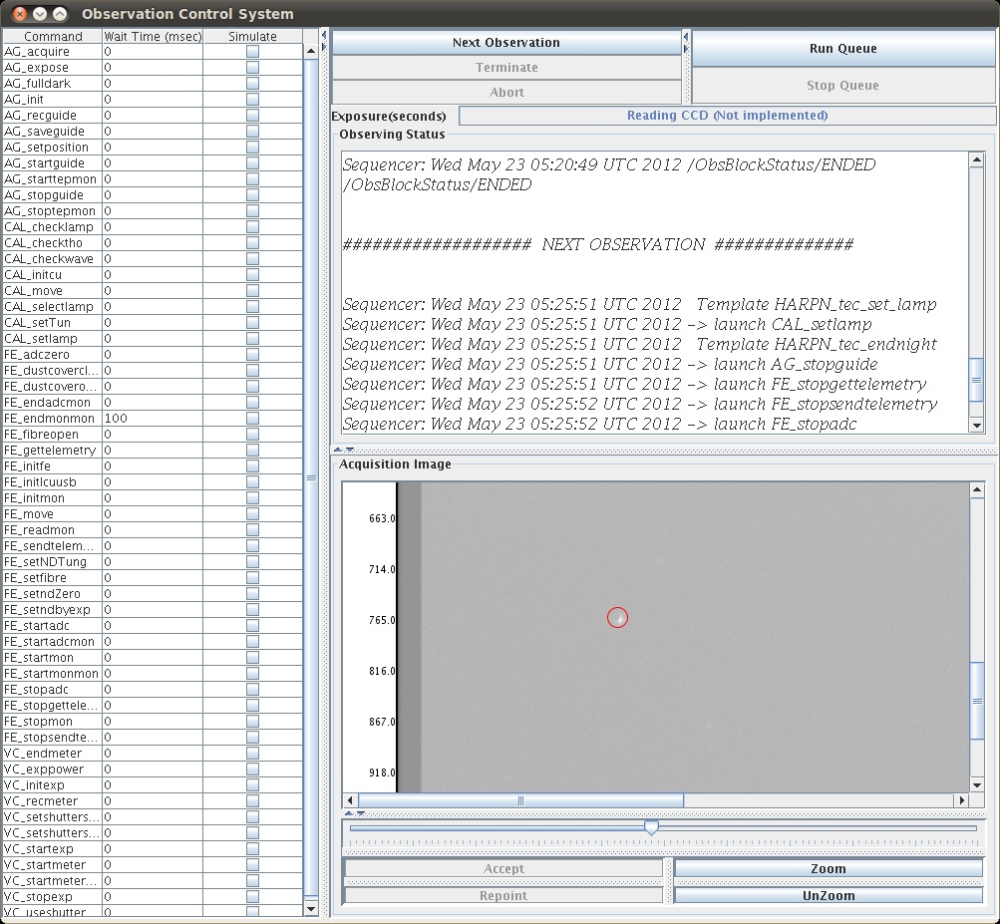 Observation Control System
Command Wait Time (msec) Simulate
AG_acquire 0
AG_expose 0
AG_fulldark 0
AG_init 0
AG_recguide 0
AG_saveguide 0
AG_setposition 0
AG_startguide 0
AG_starttepmon 0
AG_stopguide 0
AG_stoptepmon 0
CAL_checklamp 0
CAL_checktho 0
CAL_checkwave 0
CAL_initcu 0
CAL_move 0
CAL_selectlamp 0
CAL_setTun 0
CAL_setlamp 0
FE_adczero 0
FE_dustcovercl... 0
FE_dustcovero... 0
FE_endadcmon 0
FE_endmonmon 100
FE_fibreopen 0
FE_gettelemetry 0
FE_initfe 0
FE_initlcuusb 0
FE_initmon 0
FE_move 0
FE_readmon 0
FE_sendtelem... 0
FE_setNDTung 0
FE_setfibre 0
FE_setndZero 0
FE_setndbyexp 0
FE_startadc 0
FE_startadcmon 0
FE_startmon 0
FE_startmonmon 0
FE_stopadc 0
FE_stopgettele... 0
FE_stopmon 0
FE_stopsendte... 0
VC_endmeter 0
VC_exppower 0
VC_initexp 0
VC_recmeter 0
VC_setshutters... 0
VC_setshutters... 0
VC_startexp 0
VC_startmeter 0
VC_startmeter... 0
VC_stopexp 0
VC_useshutter 0
Next Observation
Terminate
Abort
Run Queue
Stop Queue
Exposure(seconds) Reading CCD (Not implemented)
Observing Status
Sequencer: Wed May 23 05:20:49 UTC 2012 /ObsBlockStatus/ENDED
/ObsBlockStatus/ENDED
################### NEXT OBSERVATION ##############
Sequencer: Wed May 23 05:25:51 UTC 2012 Template HARPN_tec_set_lamp
Sequencer: Wed May 23 05:25:51 UTC 2012 -> launch CAL_setlamp
Sequencer: Wed May 23 05:25:51 UTC 2012 Template HARPN_tec_endnight
Sequencer: Wed May 23 05:25:51 UTC 2012 -> launch AG_stopguide
Sequencer: Wed May 23 05:25:51 UTC 2012 -> launch FE_stopgettelemetry
Sequencer: Wed May 23 05:25:52 UTC 2012 -> launch FE_stopsendtelemetry
Sequencer: Wed May 23 05:25:52 UTC 2012 -> launch FE_stopadc
Acquisition Image
663.0
714.0
765.0
816.0
867.0
918.0
Accept
Zoom
Repoint
UnZoom